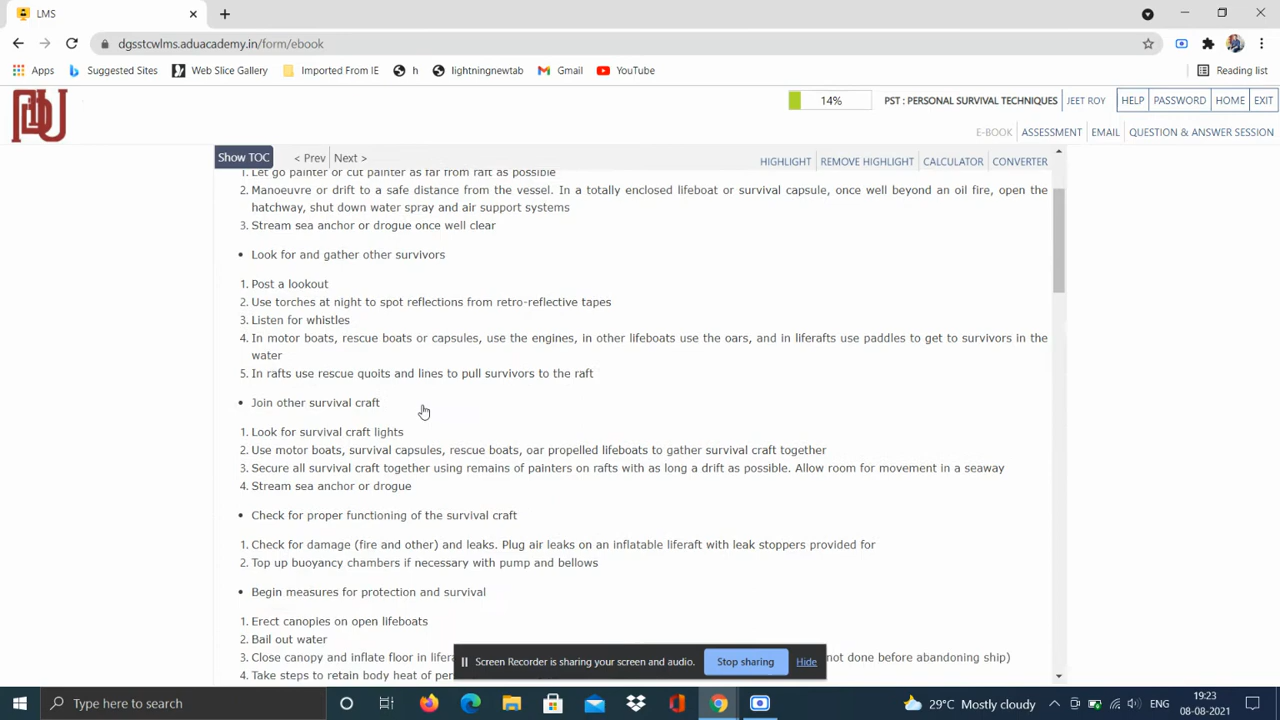 LMS
dgsstcwlms.aduacademy.in/form/ebook
Apps Suggested Sites Web Slice Gallery Imported From IE h lightningnewtab Gmail YouTube Reading list
14% PST : PERSONAL SURVIVAL TECHNIQUES JEET ROY HELP PASSWORD HOME EXIT
E-BOOK ASSESSMENT EMAIL QUESTION & ANSWER SESSION
Show TOC < Prev Next > HIGHLIGHT REMOVE HIGHLIGHT CALCULATOR CONVERTER
1. Let go painter or cut painter as far from raft as possible
2. Manoeuvre or drift to a safe distance from the vessel. In a totally enclosed lifeboat or survival capsule, once well beyond an oil fire, open the
hatchway, shut down water spray and air support systems
3. Stream sea anchor or drogue once well clear
• Look for and gather other survivors
1. Post a lookout
2. Use torches at night to spot reflections from retro-reflective tapes
3. Listen for whistles
4. In motor boats, rescue boats or capsules, use the engines, in other lifeboats use the oars, and in liferafts use paddles to get to survivors in the
water
5. In rafts use rescue quoits and lines to pull survivors to the raft
• Join other survival craft
1. Look for survival craft lights
2. Use motor boats, survival capsules, rescue boats, oar propelled lifeboats to gather survival craft together
3. Secure all survival craft together using remains of painters on rafts with as long a drift as possible. Allow room for movement in a seaway
4. Stream sea anchor or drogue
• Check for proper functioning of the survival craft
1. Check for damage (fire and other) and leaks. Plug air leaks on an inflatable liferaft with leak stoppers provided for
2. Top up buoyancy chambers if necessary with pump and bellows
• Begin measures for protection and survival
1. Erect canopies on open lifeboats
2. Bail out water
3. Close canopy and inflate floor in lifera not done before abandoning ship)
4. Take steps to retain body heat of per
Screen Recorder is sharing your screen and audio. Stop sharing Hide
Type here to search
29°C Mostly cloudy ENG 19:23
08-08-2021